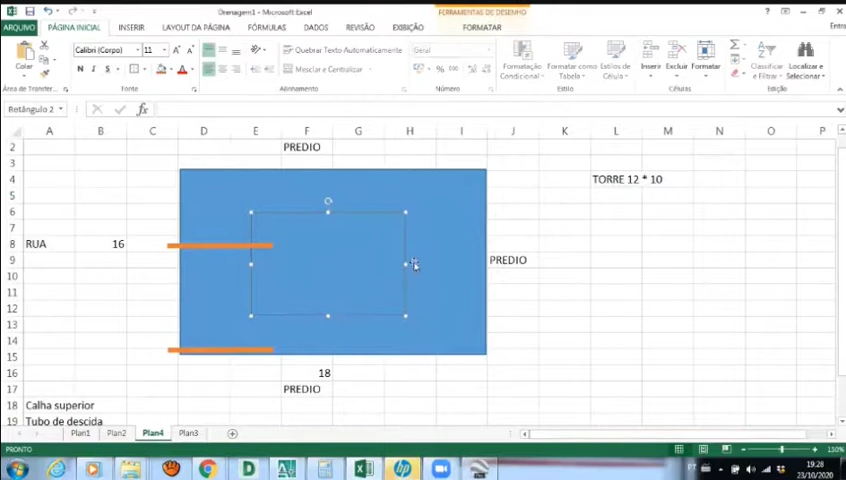 Drenagem1 - Microsoft Excel
FERRAMENTAS DE DESENHO
ARQUIVO PÁGINA INICIAL INSERIR LAYOUT DA PÁGINA FÓRMULAS DADOS REVISÃO EXIBIÇÃO FORMATAR
Entra
Calibri (Corpo) 11 A A
Quebrar Texto Automaticamente
Geral
Colar
N I S
Mesclar e Centralizar
% 000
Formatação Condicional
Formatar como Tabela
Estilos de Célula
Inserir Excluir Formatar
Classificar e Filtrar
Localizar e Selecionar
Área de Transfer...
Fonte
Alinhamento
Número
Estilo
Células
Edição
Retângulo 2
fx
A B C D E F G H I J K L M N O P
2 PREDIO
3
4 TORRE 12 * 10
5
6
7
8 RUA 16
9 PREDIO
10
11
12
13
14
15
16 18
17 PREDIO
18 Calha superior
19 Tubo de descida
Plan1 Plan2 Plan4 Plan3
PRONTO
130%
PT
19:28
23/10/2020